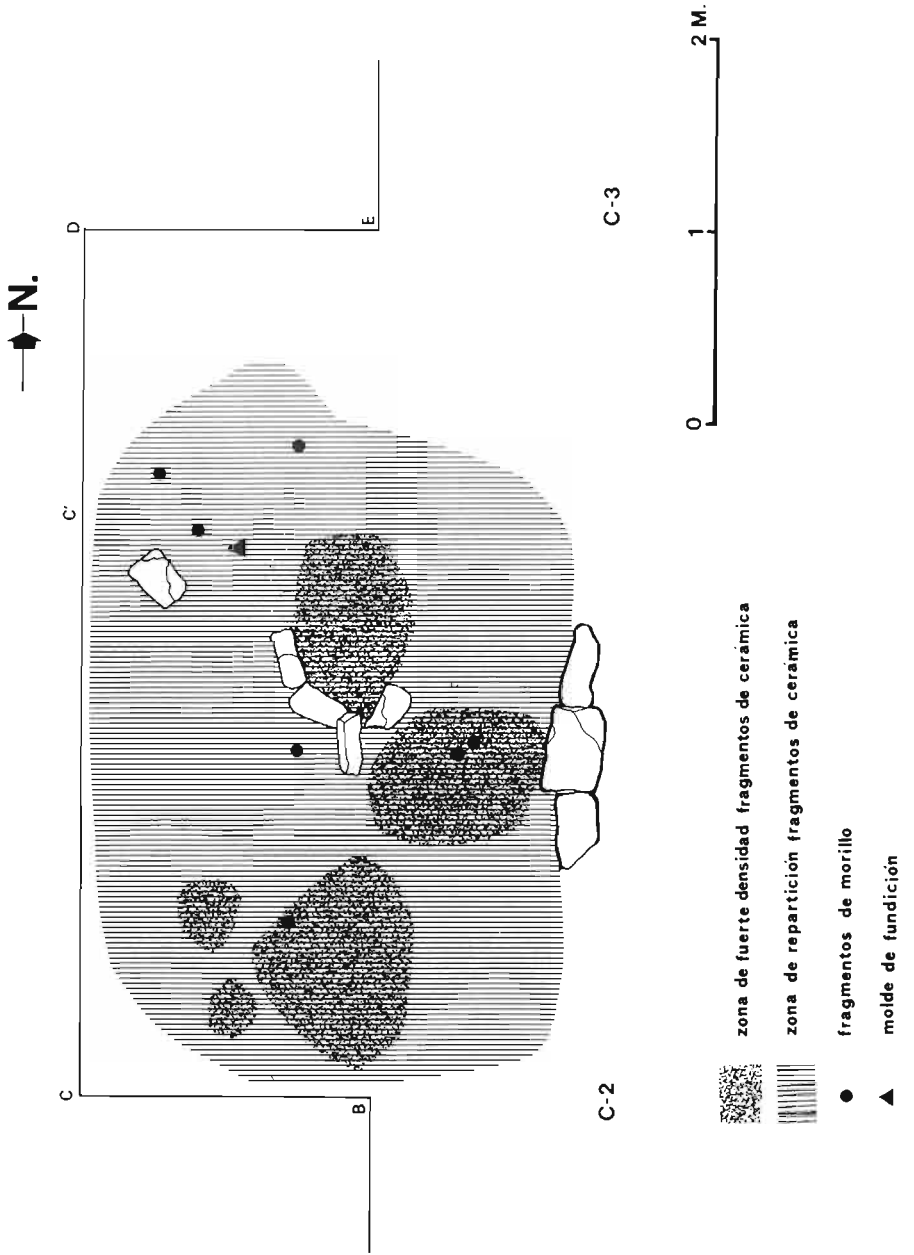 N.
C
C'
D
B
E
C-2
C-3
0
1
2 M.
zona de fuerte densidad fragmentos de cerámica
zona de repartición fragmentos de cerámica
fragmentos de morillo
molde de fundición